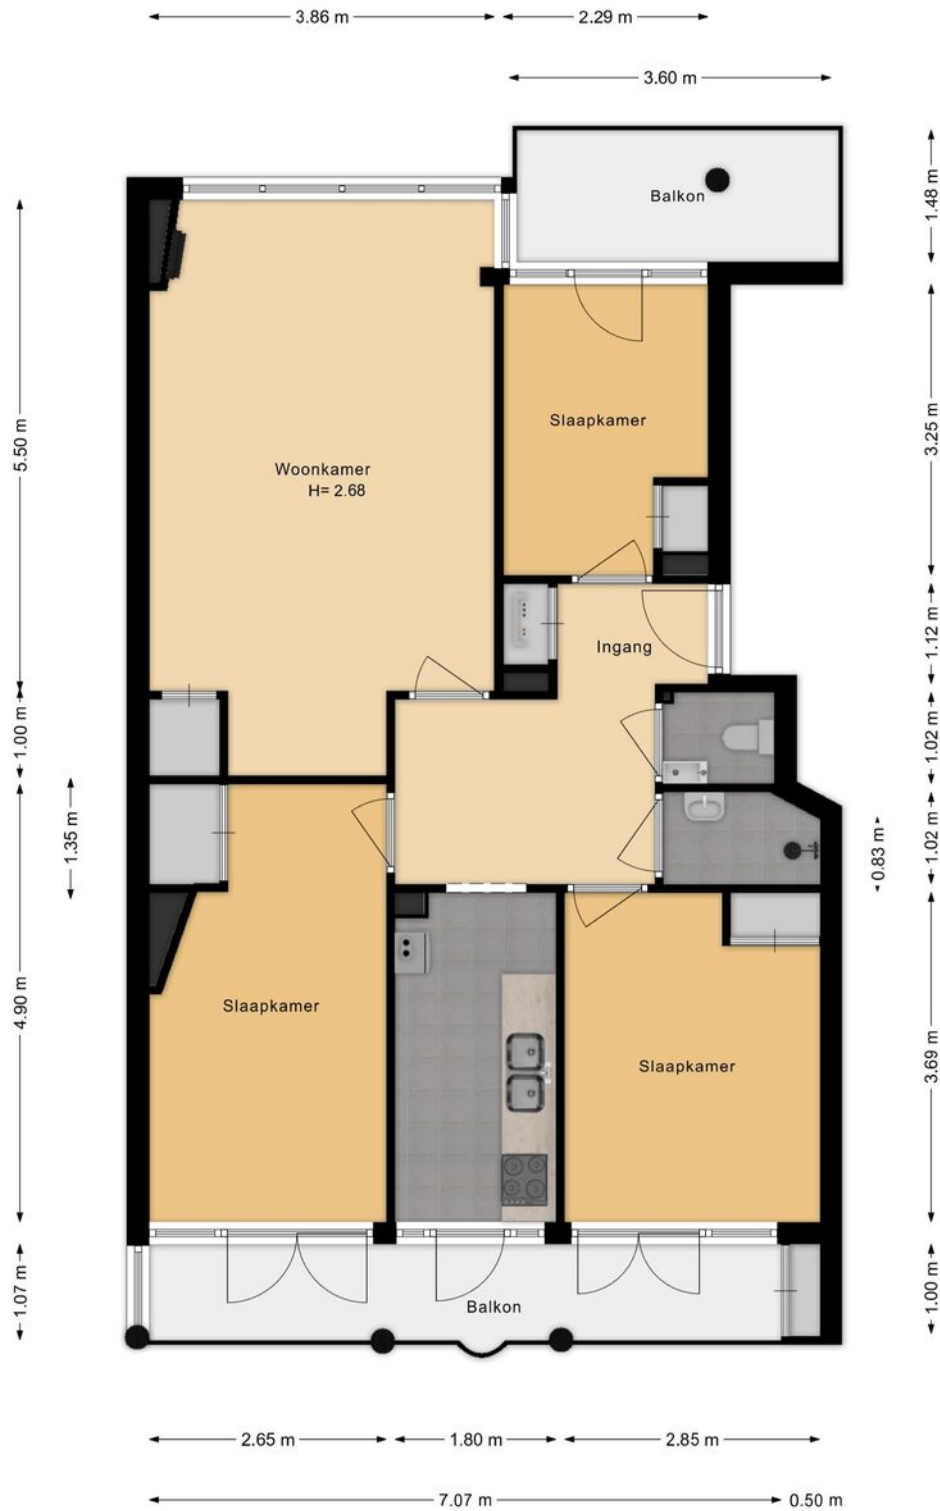 3.86 m
2.29 m
3.60 m
1.48 m
Balkon
5.50 m
3.25 m
Slaapkamer
Woonkamer
H= 2.68
1.12 m
Ingang
1.00 m
1.02 m
1.35 m
0.83 m
1.02 m
4.90 m
Slaapkamer
3.69 m
Slaapkamer
1.07 m
1.00 m
Balkon
2.65 m
1.80 m
2.85 m
7.07 m
0.50 m